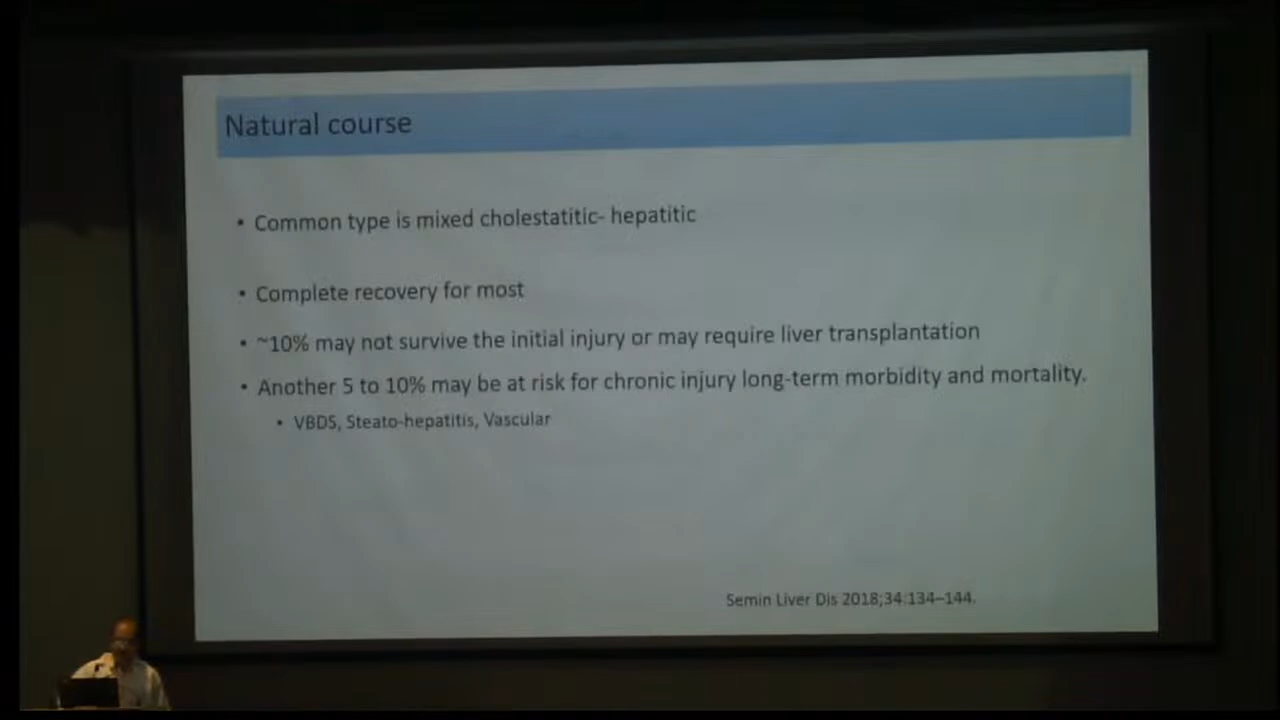 Natural course
• Common type is mixed cholestatitic- hepatitic
• Complete recovery for most
• ~10% may not survive the initial injury or may require liver transplantation
• Another 5 to 10% may be at risk for chronic injury long-term morbidity and mortality.
• VBDS, Steato-hepatitis, Vascular
Semin Liver Dis 2018;34:134–144.